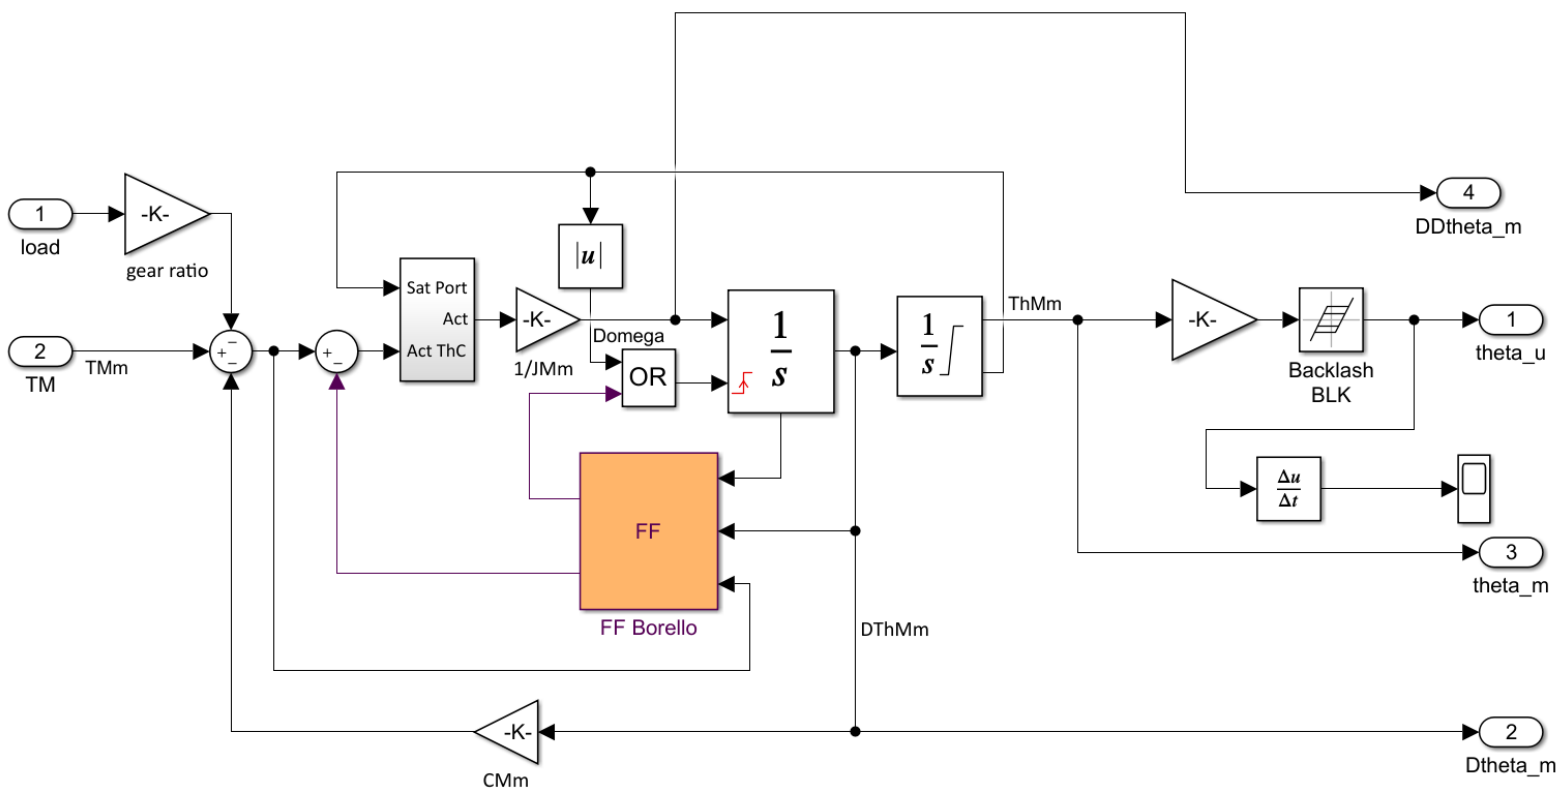 1
load
-K-
gear ratio
2
TM
TMm
+
−
−
+
−
Sat Port
Act
Act ThC
-K-
1/JMm
|u|
Domega
OR
1
s
1
s
FF
FF Borello
DThMm
-K-
CMm
ThMm
-K-
Backlash
BLK
Δu
Δt
4
DDtheta_m
1
theta_u
3
theta_m
2
Dtheta_m